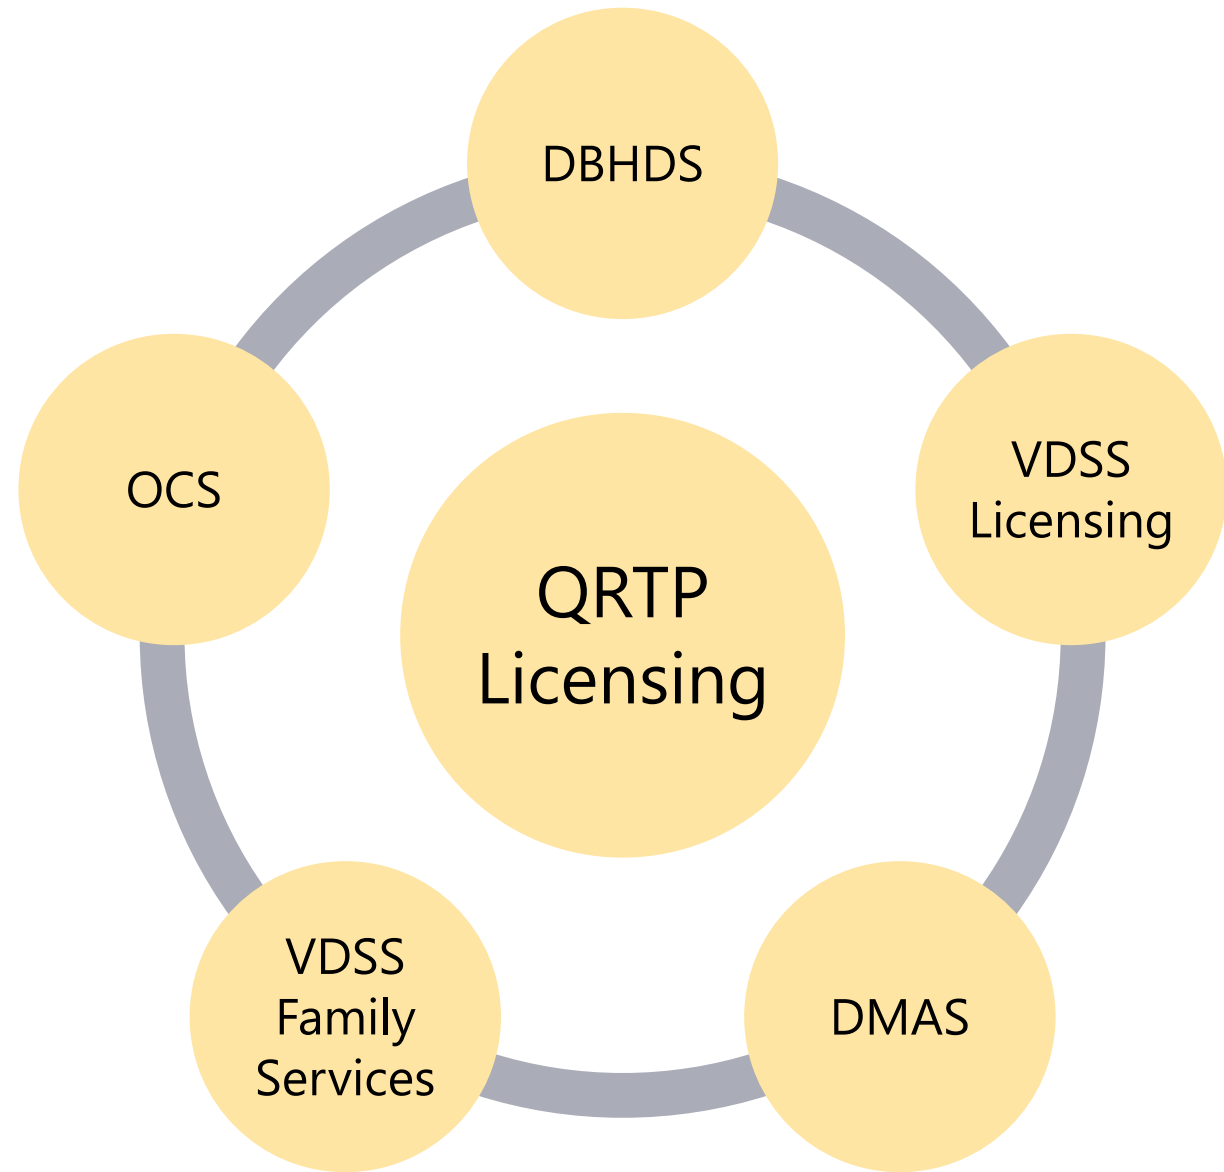 DBHDS
VDSS
Licensing
OCS
QRTP
Licensing
VDSS
Family
Services
DMAS